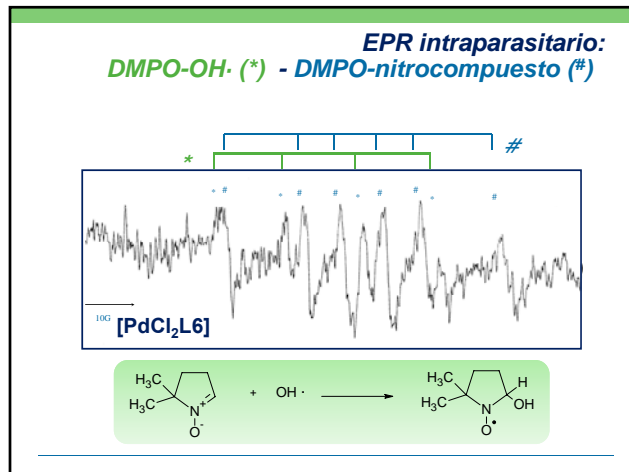 EPR intraparasitario:
DMPO-OH· (*) - DMPO-nitrocompuesto (#)
* #
* # * # # * # # * #
10G
[PdCl₂L6]
H₃C H₃C N⁺ O⁻ + OH · H₃C H₃C N O • H OH